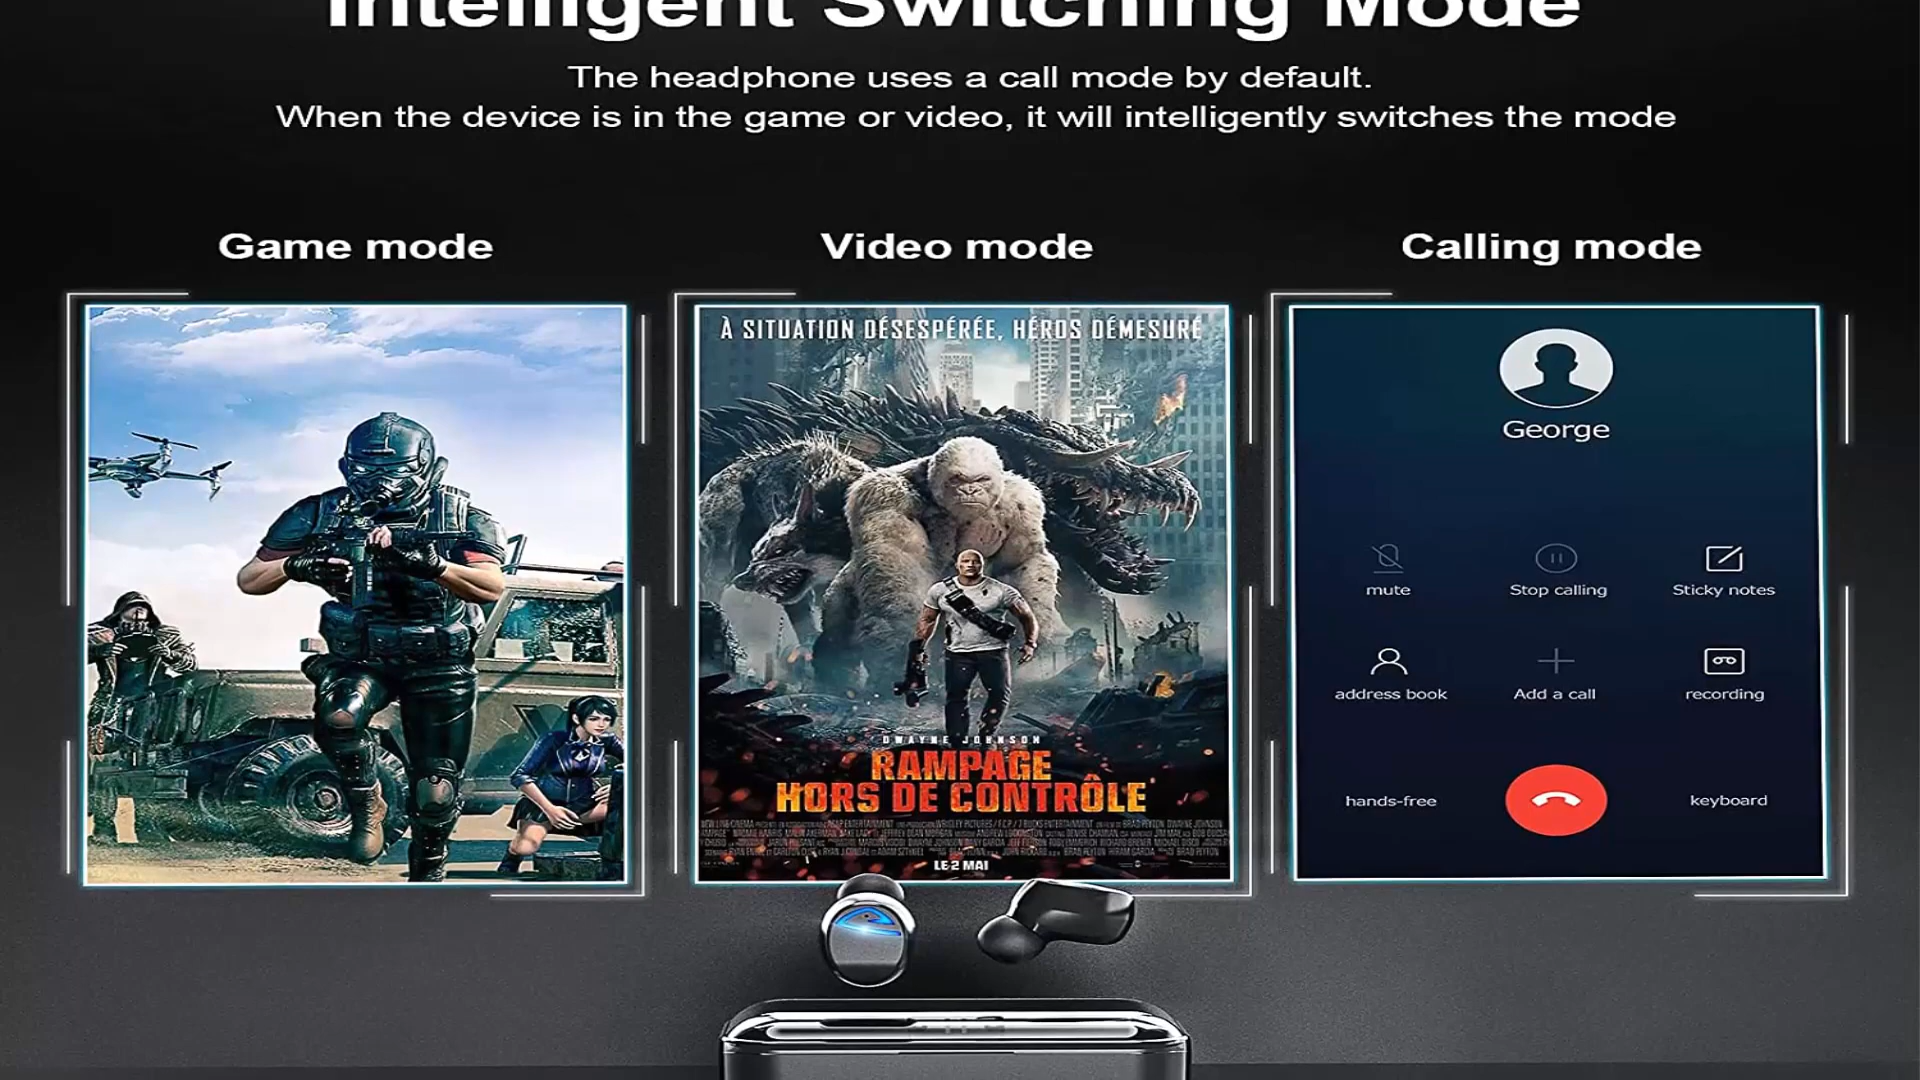 Intelligent Switching Mode
The headphone uses a call mode by default.
When the device is in the game or video, it will intelligently switches the mode
Game mode
Video mode
Calling mode
À SITUATION DÉSESPÉRÉE, HÉROS DÉMESURÉ
DWAYNE JOHNSON
RAMPAGE
HORS DE CONTRÔLE
LE 2 MAI
George
mute
Stop calling
Sticky notes
address book
Add a call
recording
hands-free
keyboard